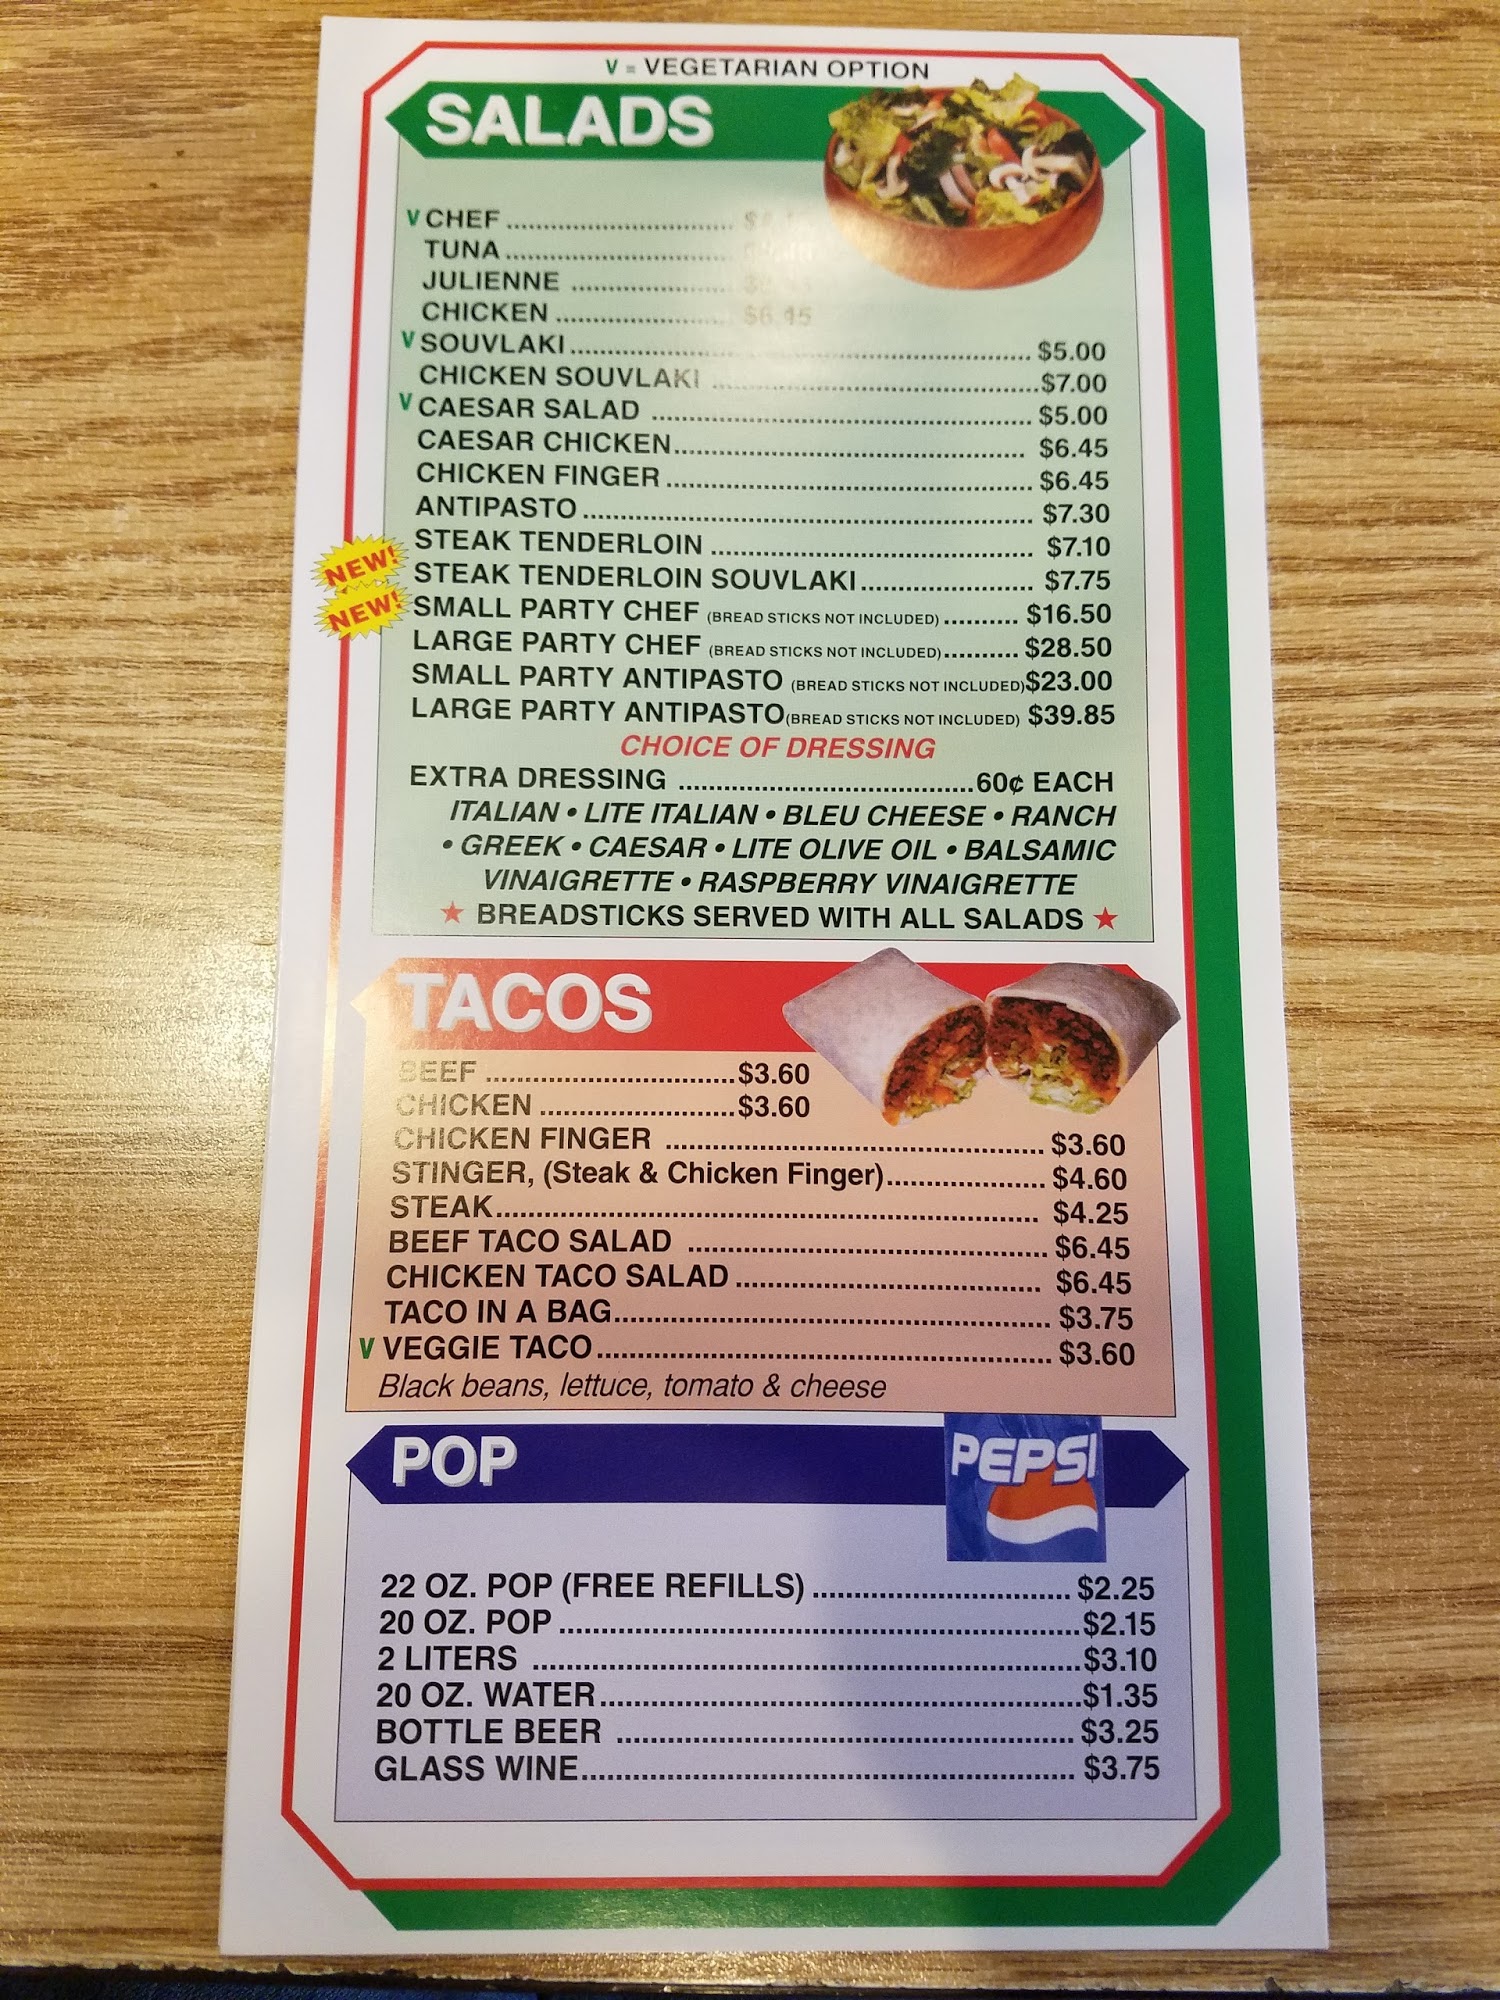 V = VEGETARIAN OPTION
SALADS
V CHEF
TUNA
JULIENNE
CHICKEN $6.45
V SOUVLAKI $5.00
CHICKEN SOUVLAKI $7.00
V CAESAR SALAD $5.00
CAESAR CHICKEN $6.45
CHICKEN FINGER $6.45
ANTIPASTO $7.30
NEW! STEAK TENDERLOIN $7.10
NEW! STEAK TENDERLOIN SOUVLAKI $7.75
SMALL PARTY CHEF (BREAD STICKS NOT INCLUDED) $16.50
LARGE PARTY CHEF (BREAD STICKS NOT INCLUDED) $28.50
SMALL PARTY ANTIPASTO (BREAD STICKS NOT INCLUDED) $23.00
LARGE PARTY ANTIPASTO (BREAD STICKS NOT INCLUDED) $39.85
CHOICE OF DRESSING
EXTRA DRESSING 60¢ EACH
ITALIAN • LITE ITALIAN • BLEU CHEESE • RANCH
• GREEK • CAESAR • LITE OLIVE OIL • BALSAMIC
VINAIGRETTE • RASPBERRY VINAIGRETTE
★ BREADSTICKS SERVED WITH ALL SALADS ★
TACOS
BEEF $3.60
CHICKEN $3.60
CHICKEN FINGER $3.60
STINGER, (Steak & Chicken Finger) $4.60
STEAK $4.25
BEEF TACO SALAD $6.45
CHICKEN TACO SALAD $6.45
TACO IN A BAG $3.75
V VEGGIE TACO $3.60
Black beans, lettuce, tomato & cheese
POP
PEPSI
22 OZ. POP (FREE REFILLS) $2.25
20 OZ. POP $2.15
2 LITERS $3.10
20 OZ. WATER $1.35
BOTTLE BEER $3.25
GLASS WINE $3.75